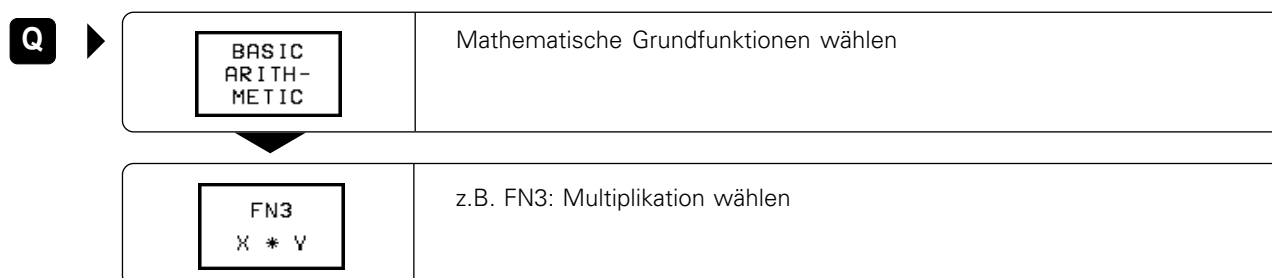 Q
BASIC
ARITH-
METIC
Mathematische Grundfunktionen wählen
FN3
X * Y
z.B. FN3: Multiplikation wählen